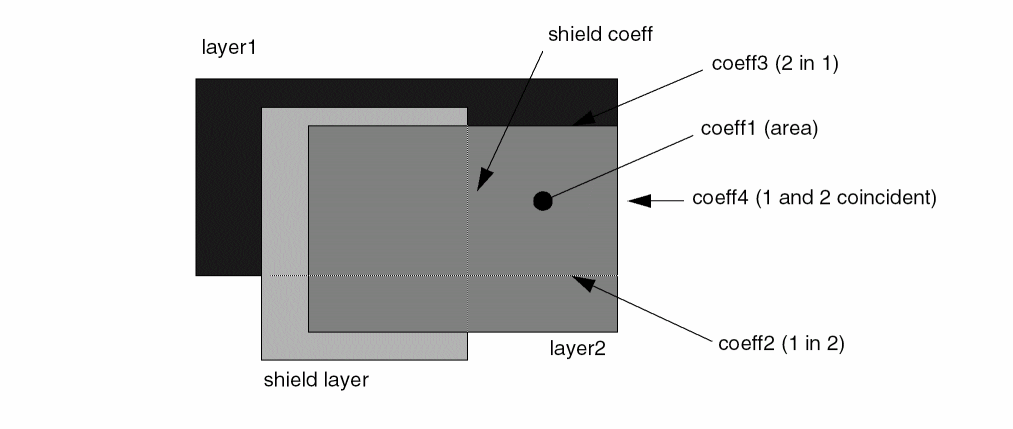 shield coeff
layer1
coeff3 (2 in 1)
coeff1 (area)
coeff4 (1 and 2 coincident)
coeff2 (1 in 2)
layer2
shield layer